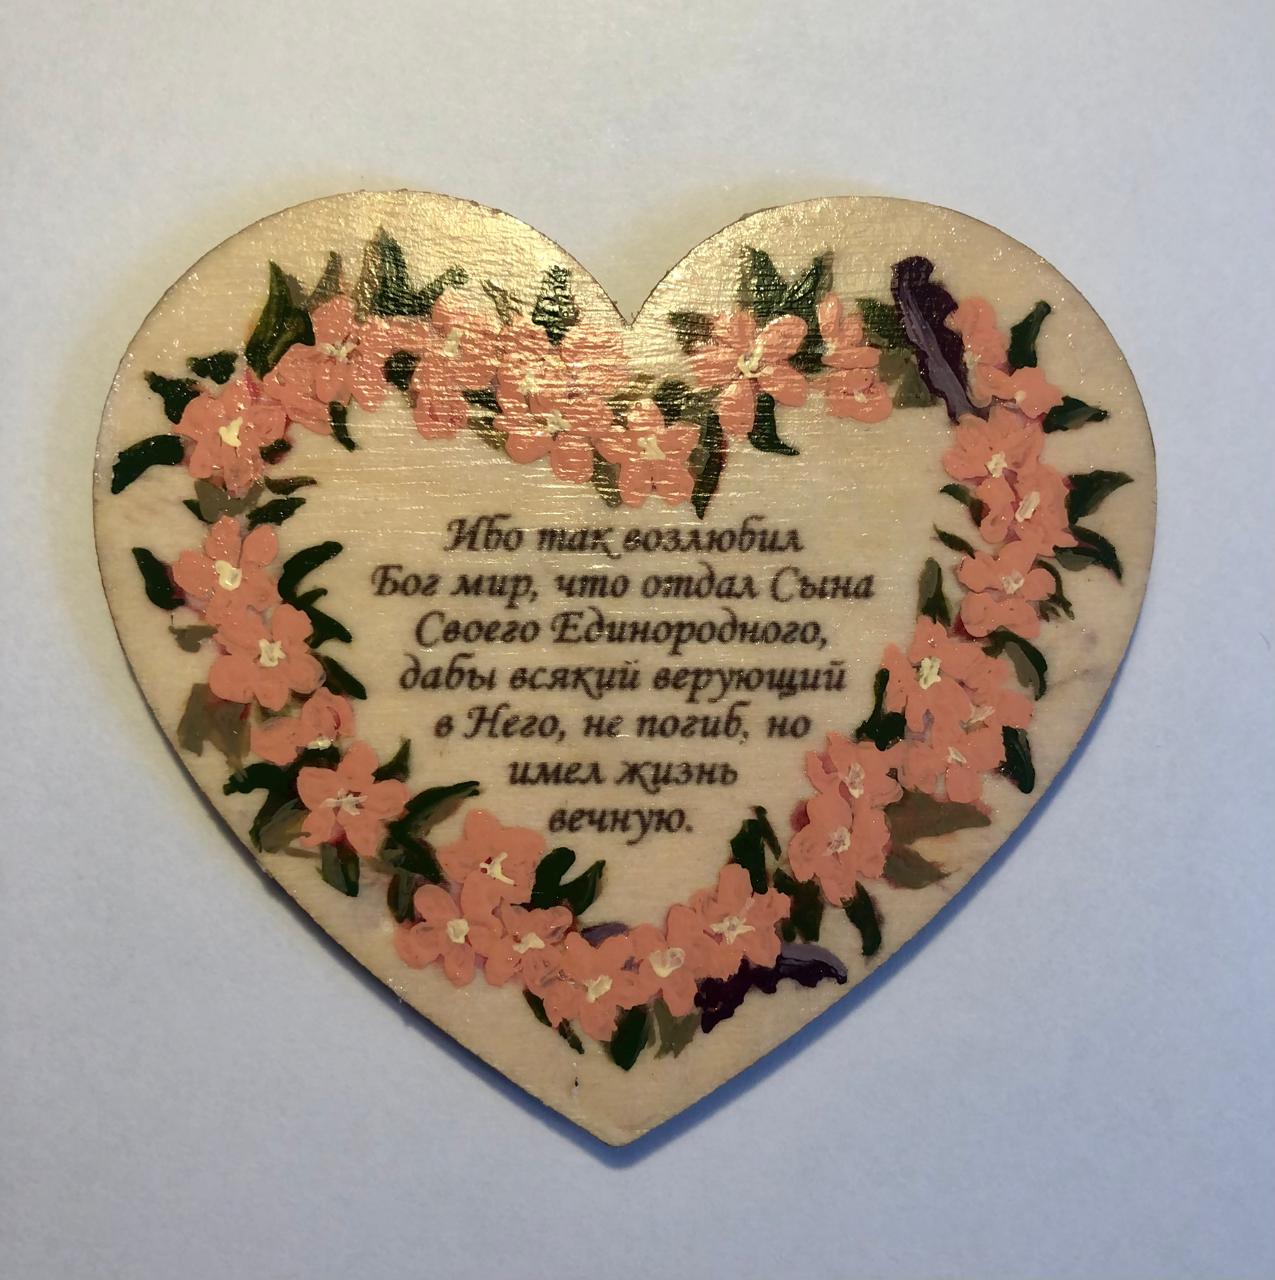 Ибо так возлюбил
Бог мир, что отдал Сына
Своего Единородного,
дабы всякий верующий
в Него, не погиб, но
имел жизнь
вечную.